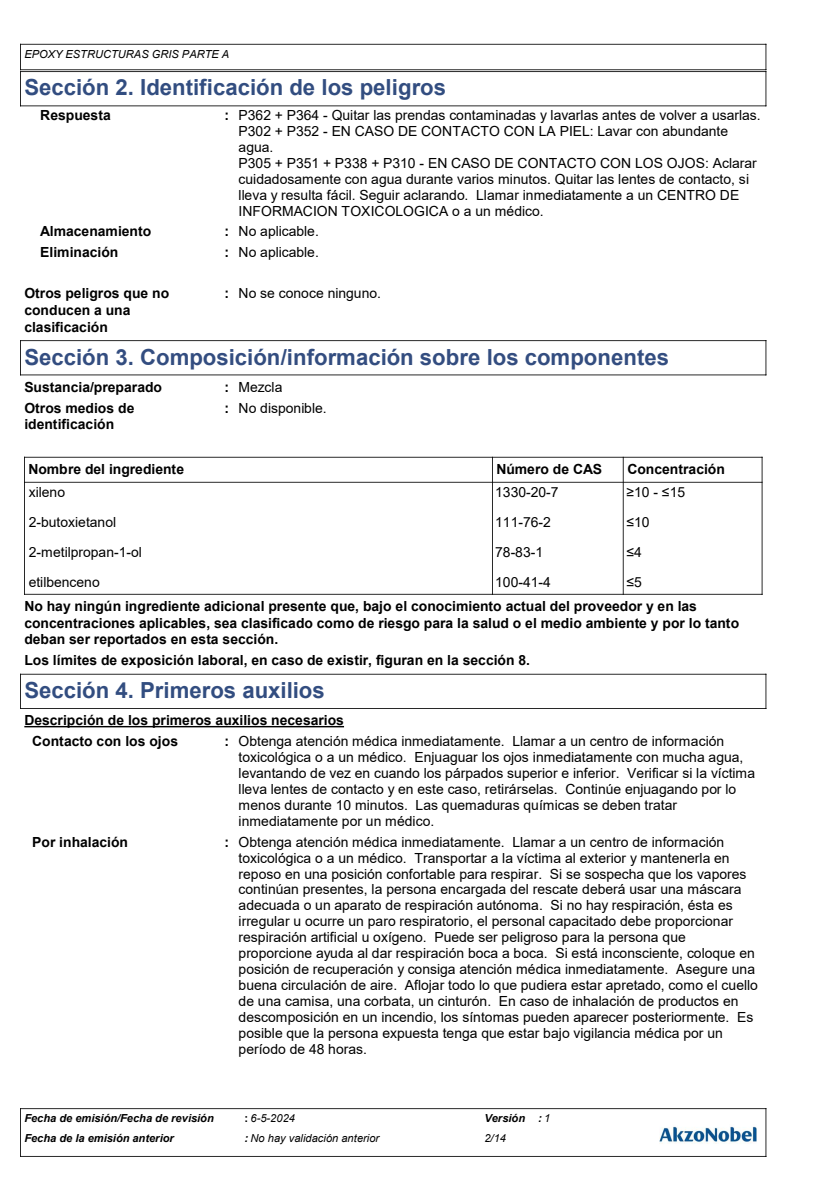 EPOXY ESTRUCTURAS GRIS PARTE A
Sección 2. Identificación de los peligros
Respuesta : P362 + P364 - Quitar las prendas contaminadas y lavarlas antes de volver a usarlas.
P302 + P352 - EN CASO DE CONTACTO CON LA PIEL: Lavar con abundante
agua.
P305 + P351 + P338 + P310 - EN CASO DE CONTACTO CON LOS OJOS: Aclarar
cuidadosamente con agua durante varios minutos. Quitar las lentes de contacto, si
lleva y resulta fácil. Seguir aclarando. Llamar inmediatamente a un CENTRO DE
INFORMACION TOXICOLOGICA o a un médico.
Almacenamiento : No aplicable.
Eliminación : No aplicable.
Otros peligros que no : No se conoce ninguno.
conducen a una
clasificación
Sección 3. Composición/información sobre los componentes
Sustancia/preparado : Mezcla
Otros medios de : No disponible.
identificación
Nombre del ingrediente Número de CAS Concentración
xileno 1330-20-7 ≥10 - ≤15
2-butoxietanol 111-76-2 ≤10
2-metilpropan-1-ol 78-83-1 ≤4
etilbenceno 100-41-4 ≤5
No hay ningún ingrediente adicional presente que, bajo el conocimiento actual del proveedor y en las
concentraciones aplicables, sea clasificado como de riesgo para la salud o el medio ambiente y por lo tanto
deban ser reportados en esta sección.
Los límites de exposición laboral, en caso de existir, figuran en la sección 8.
Sección 4. Primeros auxilios
Descripción de los primeros auxilios necesarios
Contacto con los ojos : Obtenga atención médica inmediatamente. Llamar a un centro de información
toxicológica o a un médico. Enjuaguar los ojos inmediatamente con mucha agua,
levantando de vez en cuando los párpados superior e inferior. Verificar si la víctima
lleva lentes de contacto y en este caso, retirárselas. Continúe enjuagando por lo
menos durante 10 minutos. Las quemaduras químicas se deben tratar
inmediatamente por un médico.
Por inhalación : Obtenga atención médica inmediatamente. Llamar a un centro de información
toxicológica o a un médico. Transportar a la víctima al exterior y mantenerla en
reposo en una posición confortable para respirar. Si se sospecha que los vapores
continúan presentes, la persona encargada del rescate deberá usar una máscara
adecuada o un aparato de respiración autónoma. Si no hay respiración, ésta es
irregular u ocurre un paro respiratorio, el personal capacitado debe proporcionar
respiración artificial u oxígeno. Puede ser peligroso para la persona que
proporcione ayuda al dar respiración boca a boca. Si está inconsciente, coloque en
posición de recuperación y consiga atención médica inmediatamente. Asegure una
buena circulación de aire. Aflojar todo lo que pudiera estar apretado, como el cuello
de una camisa, una corbata, un cinturón. En caso de inhalación de productos en
descomposición en un incendio, los síntomas pueden aparecer posteriormente. Es
posible que la persona expuesta tenga que estar bajo vigilancia médica por un
período de 48 horas.
Fecha de emisión/Fecha de revisión : 6-5-2024 Versión : 1
Fecha de la emisión anterior : No hay validación anterior 2/14 AkzoNobel